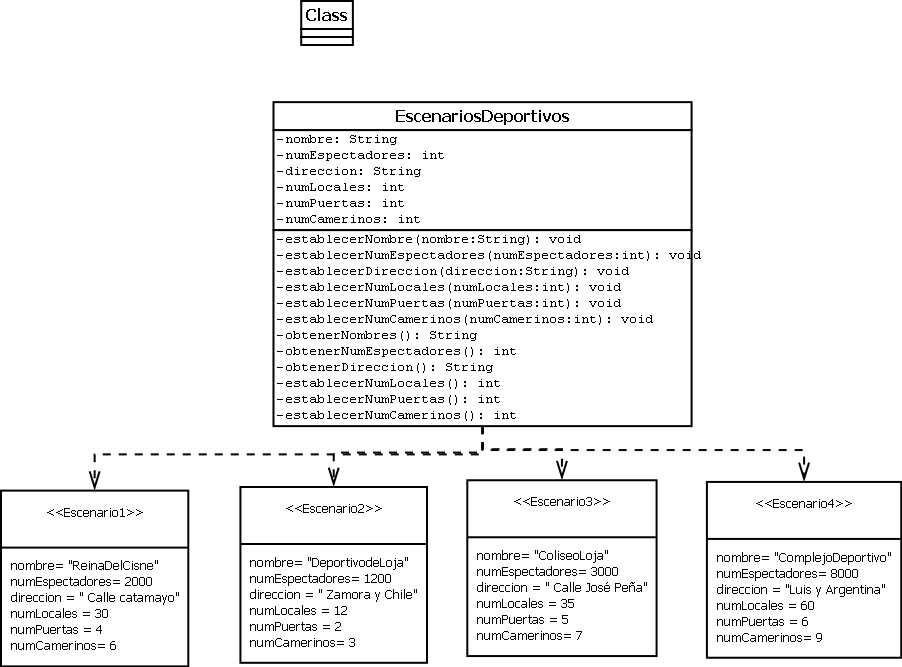 Class
EscenariosDeportivos
-nombre: String
-numEspectadores: int
-direccion: String
-numLocales: int
-numPuertas: int
-numCamerinos: int
-establecerNombre(nombre:String): void
-establecerNumEspectadores(numEspectadores:int): void
-establecerDireccion(direccion:String): void
-establecerNumLocales(numLocales:int): void
-establecerNumPuertas(numPuertas:int): void
-establecerNumCamerinos(numCamerinos:int): void
-obtenerNombres(): String
-obtenerNumEspectadores(): int
-obtenerDireccion(): String
-establecerNumLocales(): int
-establecerNumPuertas(): int
-establecerNumCamerinos(): int
<<Escenario1>>
nombre= "ReinaDelCisne"
numEspectadores= 2000
direccion = " Calle catamayo"
numLocales = 30
numPuertas = 4
numCamerinos= 6
<<Escenario2>>
nombre= "DeportivodeLoja"
numEspectadores= 1200
direccion = " Zamora y Chile"
numLocales = 12
numPuertas = 2
numCamerinos= 3
<<Escenario3>>
nombre= "ColiseoLoja"
numEspectadores= 3000
direccion = " Calle José Peña"
numLocales = 35
numPuertas = 5
numCamerinos= 7
<<Escenario4>>
nombre= "ComplejoDeportivo"
numEspectadores= 8000
direccion = "Luis y Argentina"
numLocales = 60
numPuertas = 6
numCamerinos= 9